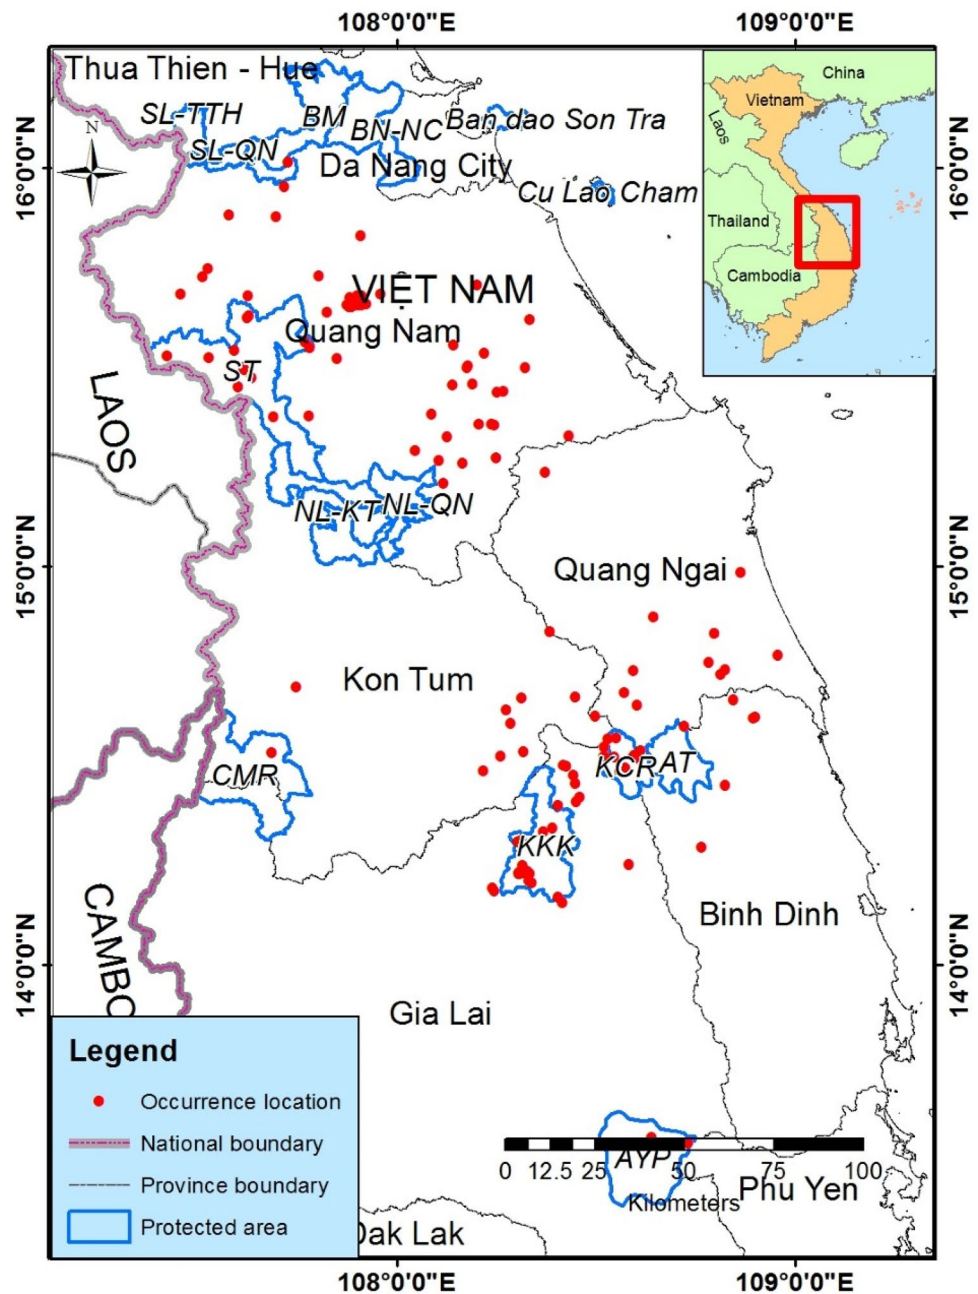 108°0'0"E
109°0'0"E
Thua Thien - Hue
SL-TTH
BM
BN-NC
Ban dao Son Tra
SL-QN
Da Nang City
Cu Lao Cham
N
16°0'0"N
16°0'0"N
China
Vietnam
Laos
Thailand
Cambodia
VIỆT NAM
Quang Nam
ST
LAOS
NL-KT
NL-QN
15°0'0"N
15°0'0"N
Quang Ngai
Kon Tum
CMR
KCR
AT
KKK
Binh Dinh
CAMBO
14°0'0"N
14°0'0"N
Gia Lai
Legend
Occurrence location
National boundary
Province boundary
Protected area
0 12.5 25 50 75 100
AYP
Kilometers
Phu Yen
Dak Lak
108°0'0"E
109°0'0"E